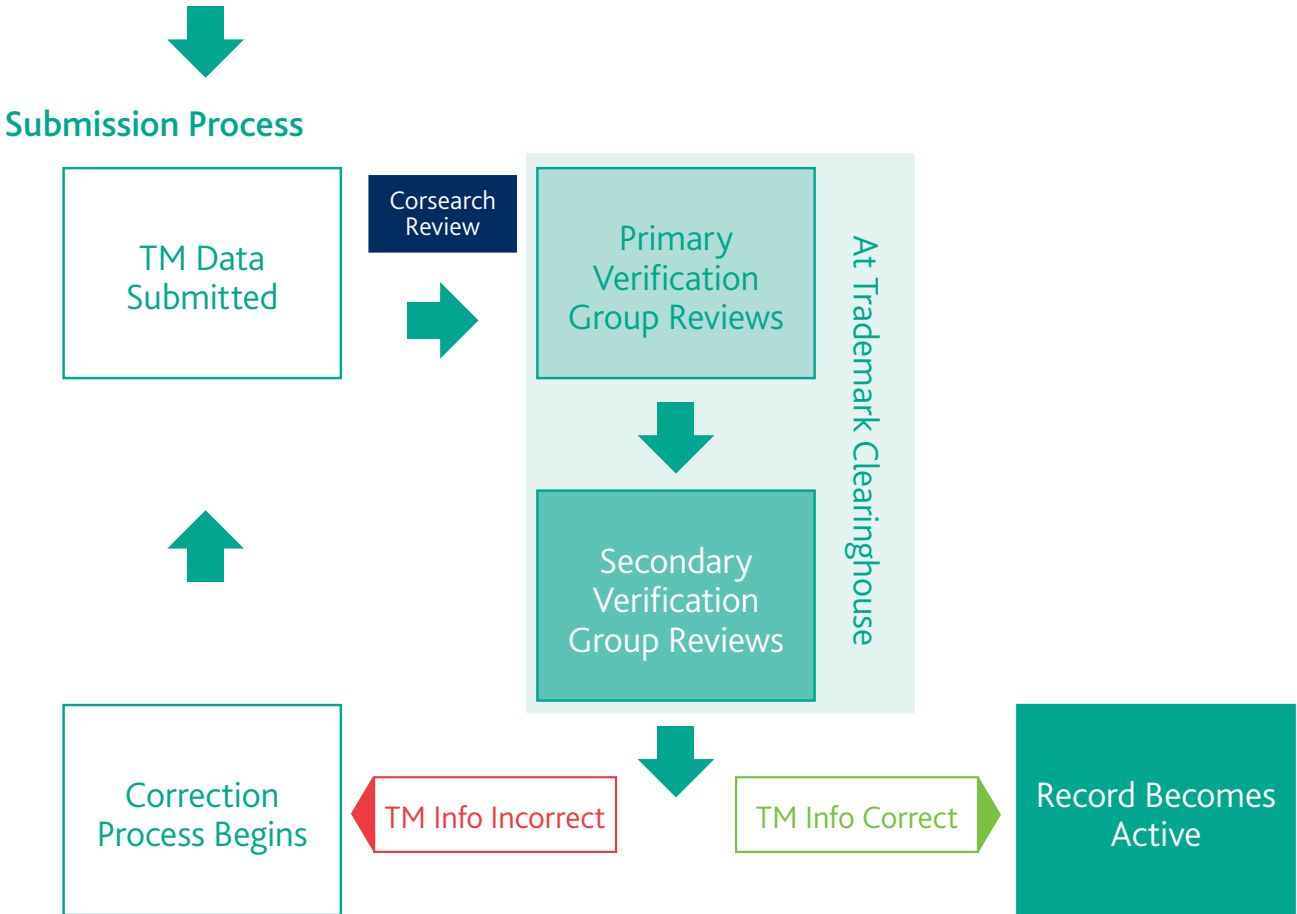 Submission Process
TM Data
Submitted
Corsearch
Review
Primary
Verification
Group Reviews
At Trademark Clearinghouse
Secondary
Verification
Group Reviews
Correction
Process Begins
TM Info Incorrect
TM Info Correct
Record Becomes
Active